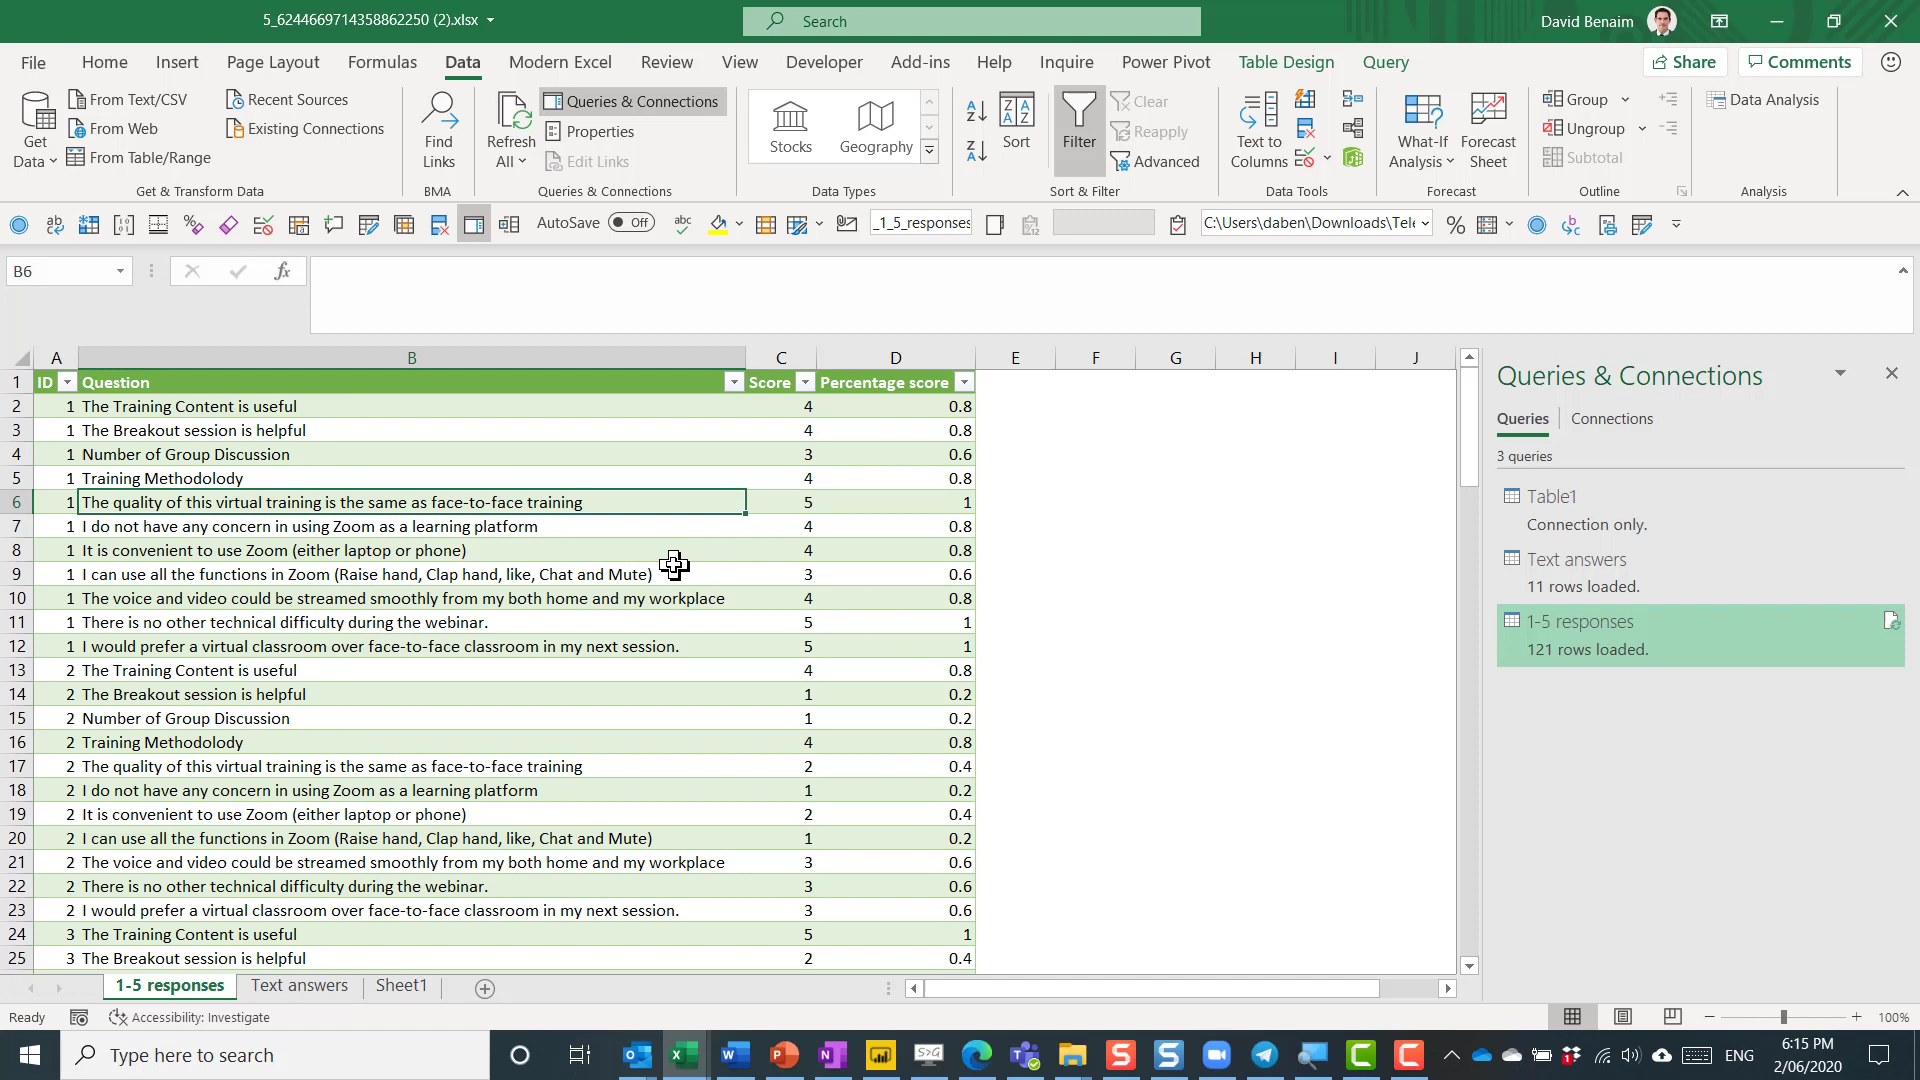 5_6244669714358862250 (2).xlsx
Search
David Benaim
File Home Insert Page Layout Formulas Data Modern Excel Review View Developer Add-ins Help Inquire Power Pivot Table Design Query Share Comments
Get Data
From Text/CSV
From Web
From Table/Range
Recent Sources
Existing Connections
Get & Transform Data
Find Links
BMA
Refresh All
Queries & Connections
Properties
Edit Links
Queries & Connections
Stocks
Geography
Data Types
Sort
Filter
Clear
Reapply
Advanced
Sort & Filter
Text to Columns
Data Tools
What-If Analysis
Forecast Sheet
Forecast
Group
Ungroup
Subtotal
Outline
Data Analysis
Analysis
AutoSave Off
_1_5_responses
C:\Users\daben\Downloads\Tele
B6
fx
A B C D E F G H I J
1 ID Question Score Percentage score
2 1 The Training Content is useful 4 0.8
3 1 The Breakout session is helpful 4 0.8
4 1 Number of Group Discussion 3 0.6
5 1 Training Methodolody 4 0.8
6 1 The quality of this virtual training is the same as face-to-face training 5 1
7 1 I do not have any concern in using Zoom as a learning platform 4 0.8
8 1 It is convenient to use Zoom (either laptop or phone) 4 0.8
9 1 I can use all the functions in Zoom (Raise hand, Clap hand, like, Chat and Mute) 3 0.6
10 1 The voice and video could be streamed smoothly from my both home and my workplace 4 0.8
11 1 There is no other technical difficulty during the webinar. 5 1
12 1 I would prefer a virtual classroom over face-to-face classroom in my next session. 5 1
13 2 The Training Content is useful 4 0.8
14 2 The Breakout session is helpful 1 0.2
15 2 Number of Group Discussion 1 0.2
16 2 Training Methodolody 4 0.8
17 2 The quality of this virtual training is the same as face-to-face training 2 0.4
18 2 I do not have any concern in using Zoom as a learning platform 1 0.2
19 2 It is convenient to use Zoom (either laptop or phone) 2 0.4
20 2 I can use all the functions in Zoom (Raise hand, Clap hand, like, Chat and Mute) 1 0.2
21 2 The voice and video could be streamed smoothly from my both home and my workplace 3 0.6
22 2 There is no other technical difficulty during the webinar. 3 0.6
23 2 I would prefer a virtual classroom over face-to-face classroom in my next session. 3 0.6
24 3 The Training Content is useful 5 1
25 3 The Breakout session is helpful 2 0.4
Queries & Connections
Queries | Connections
3 queries
Table1
Connection only.
Text answers
11 rows loaded.
1-5 responses
121 rows loaded.
1-5 responses Text answers Sheet1
Ready
Accessibility: Investigate
100%
Type here to search
ENG
6:15 PM
2/06/2020